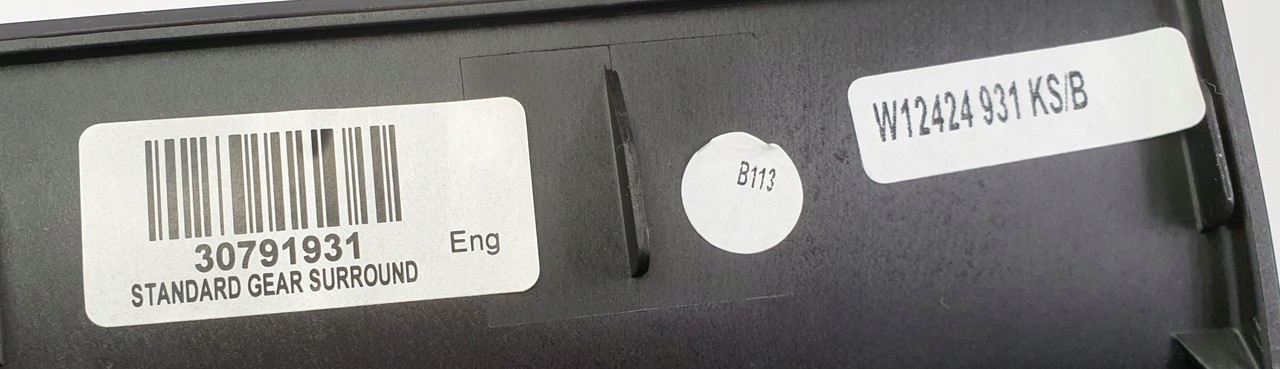 30791931
STANDARD GEAR SURROUND
Eng
B113
W12424 931 KS/B